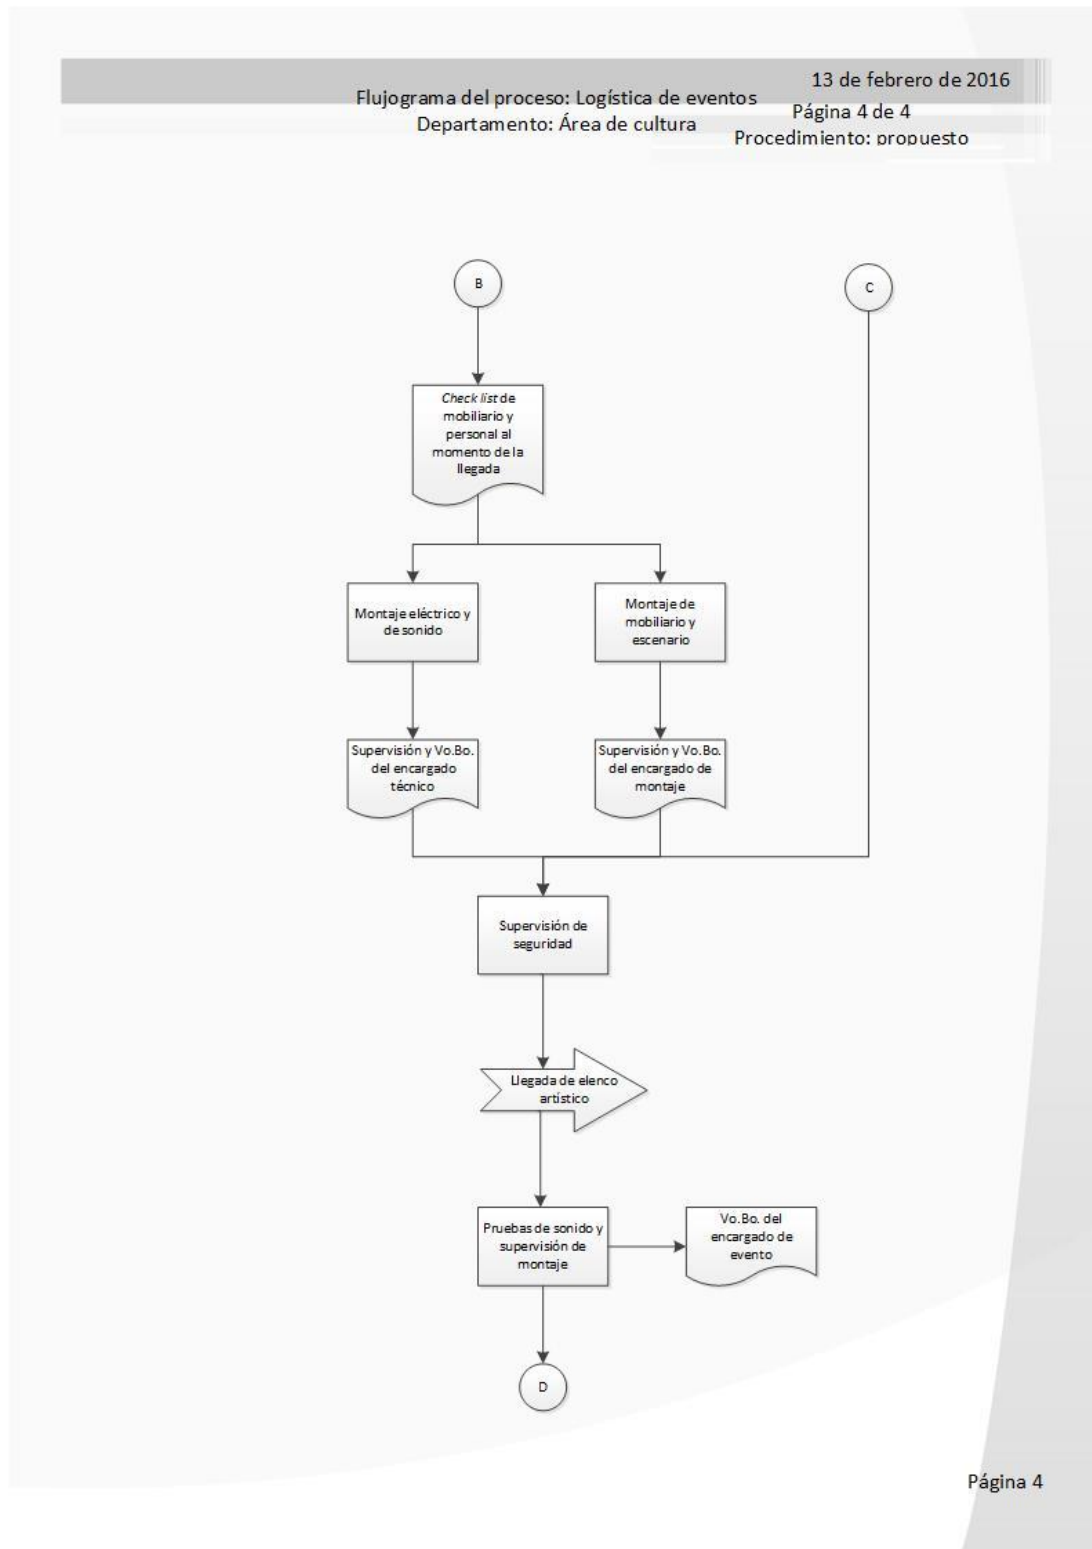 13 de febrero de 2016
Flujograma del proceso: Logística de eventos
Página 4 de 4
Departamento: Área de cultura
Procedimiento: propuesto
B
C
Check list de
mobiliario y
personal al
momento de la
llegada
Montaje eléctrico y
de sonido
Montaje de
mobiliario y
escenario
Supervisión y Vo.Bo.
del encargado
técnico
Supervisión y Vo.Bo.
del encargado de
montaje
Supervisión de
seguridad
Llegada de elenco
artístico
Pruebas de sonido y
supervisión de
montaje
Vo.Bo. del
encargado de
evento
D
Página 4